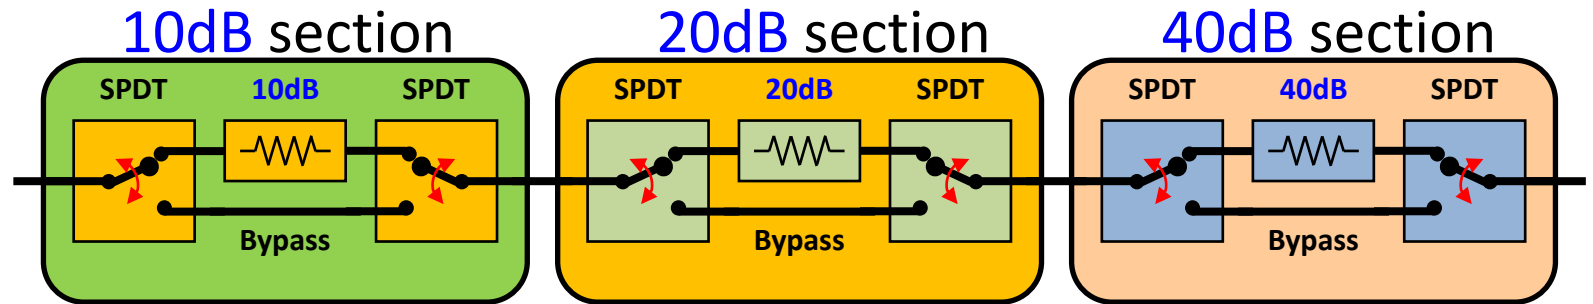 10dB section
20dB section
40dB section
SPDT 10dB SPDT
SPDT 20dB SPDT
SPDT 40dB SPDT
Bypass
Bypass
Bypass